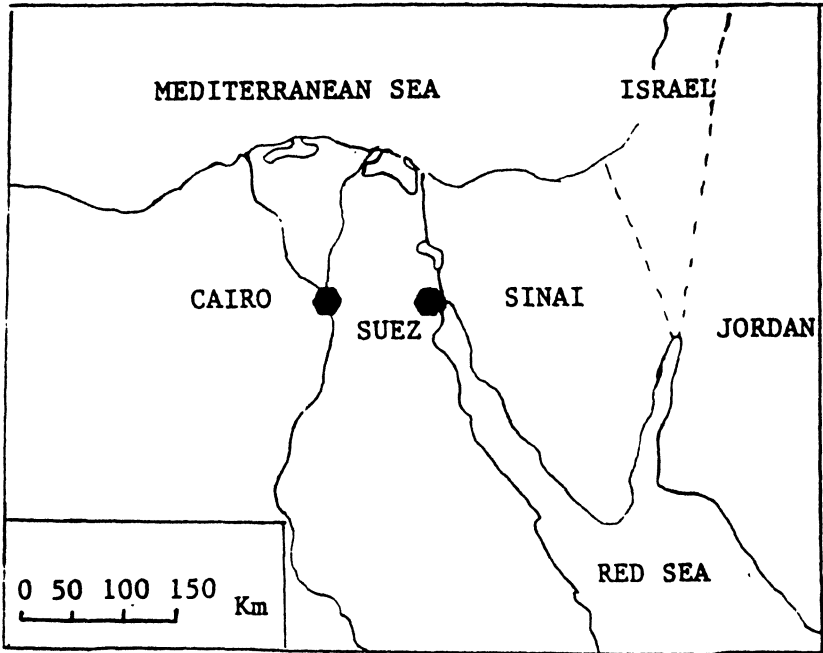 MEDITERRANEAN SEA
ISRAEL
CAIRO
SUEZ
SINAI
JORDAN
RED SEA
0 50 100 150 Km